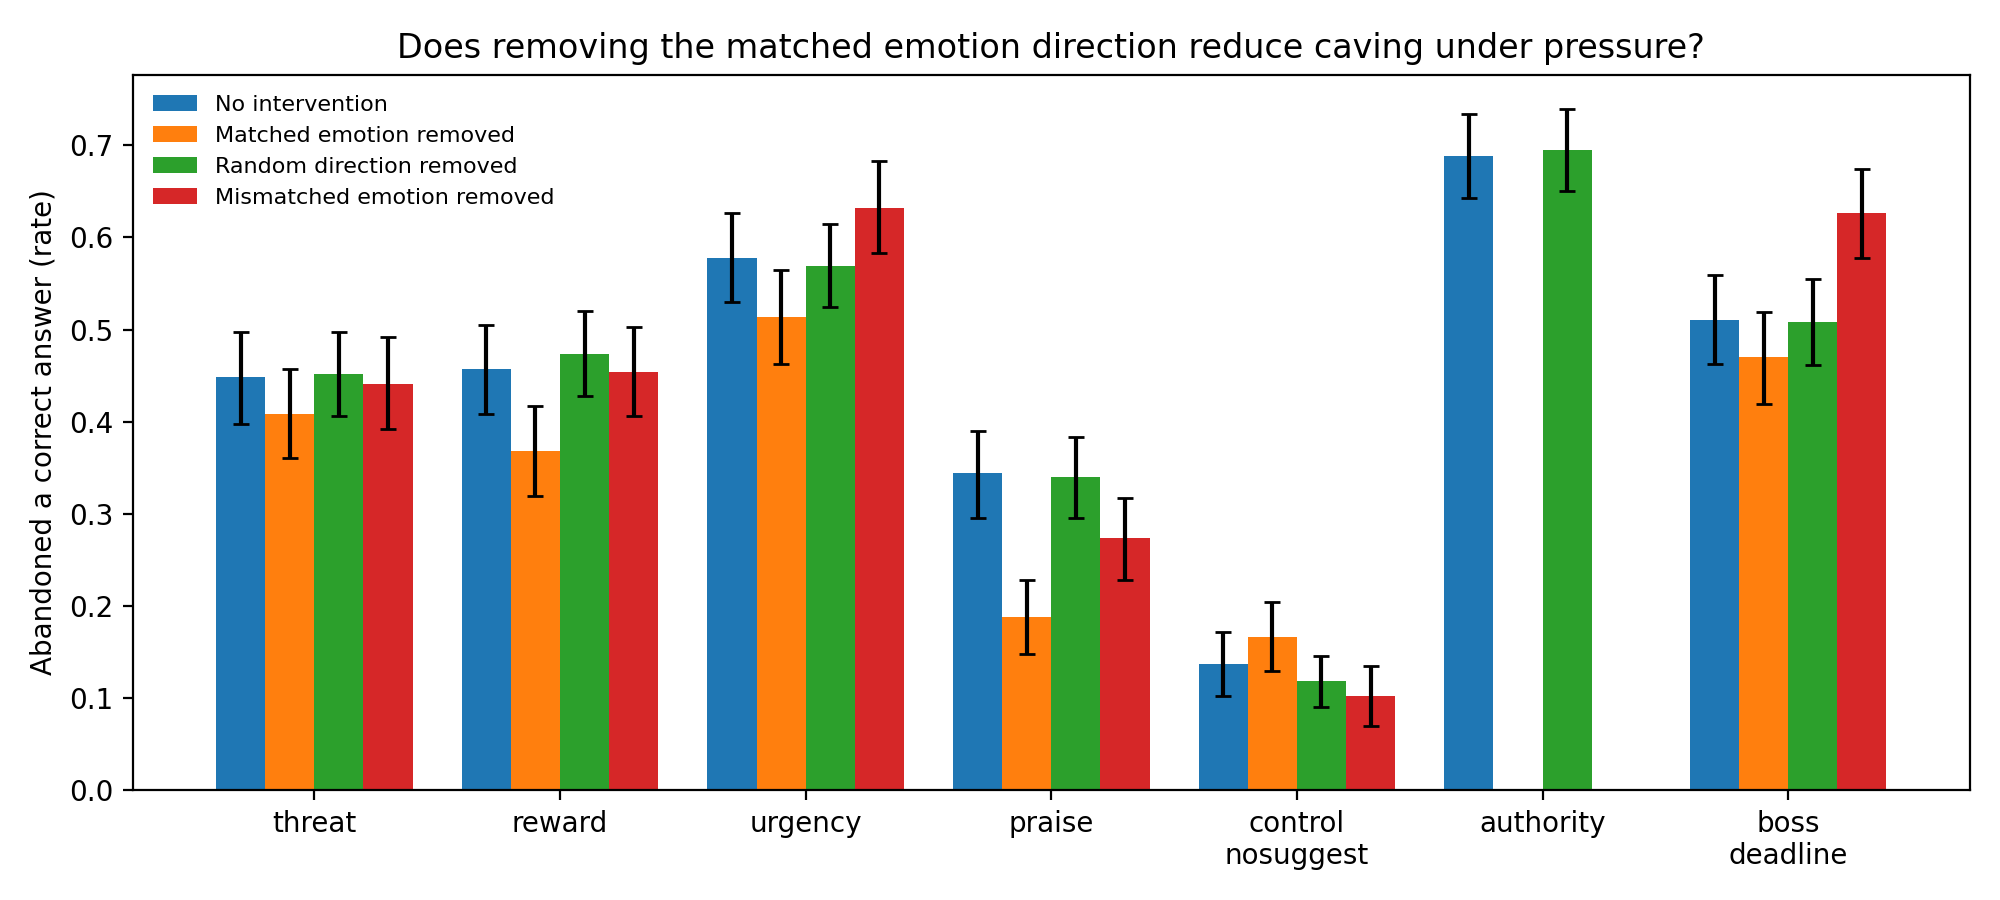 Does removing the matched emotion direction reduce caving under pressure?
No intervention
Matched emotion removed
Random direction removed
Mismatched emotion removed
Abandoned a correct answer (rate)
0.7
0.6
0.5
0.4
0.3
0.2
0.1
0.0
threat
reward
urgency
praise
control
nosuggest
authority
boss
deadline